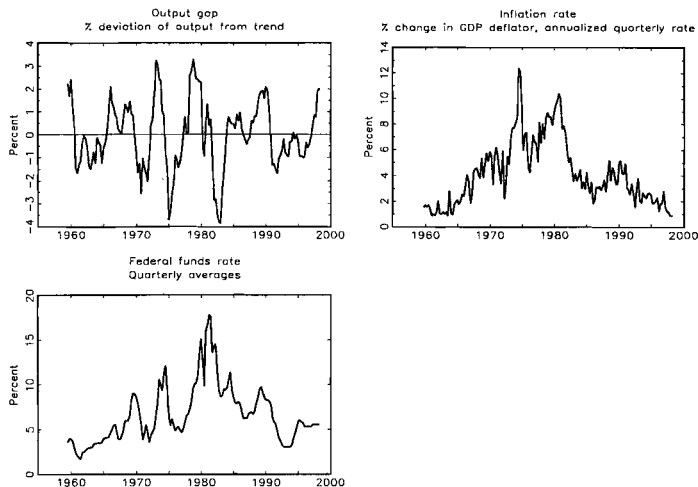 Output gap
% deviation of output from trend
Percent
4
3
2
1
0
−1
−2
−3
−4
1960 1970 1980 1990 2000
Inflation rate
% change in GDP deflator, annualized quorterly rate
Percent
14
12
10
8
6
4
2
0
1960 1970 1980 1990 2000
Federal funds rate
Quarterly averages
Percent
20
15
10
5
0
1960 1970 1980 1990 2000